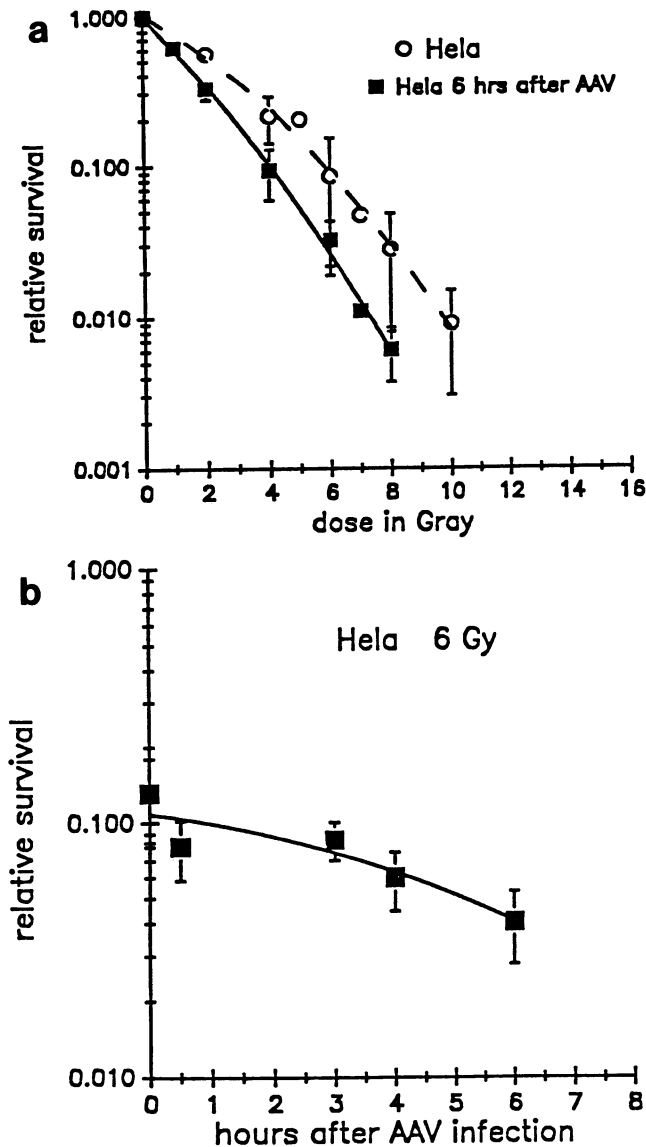 a
1.000
Hela
Hela 6 hrs after AAV
0.100
relative survival
0.010
0.001
0 2 4 6 8 10 12 14 16
dose in Gray
b
1.000
Hela 6 Gy
relative survival
0.100
0.010
0 1 2 3 4 5 6 7 8
hours after AAV infection